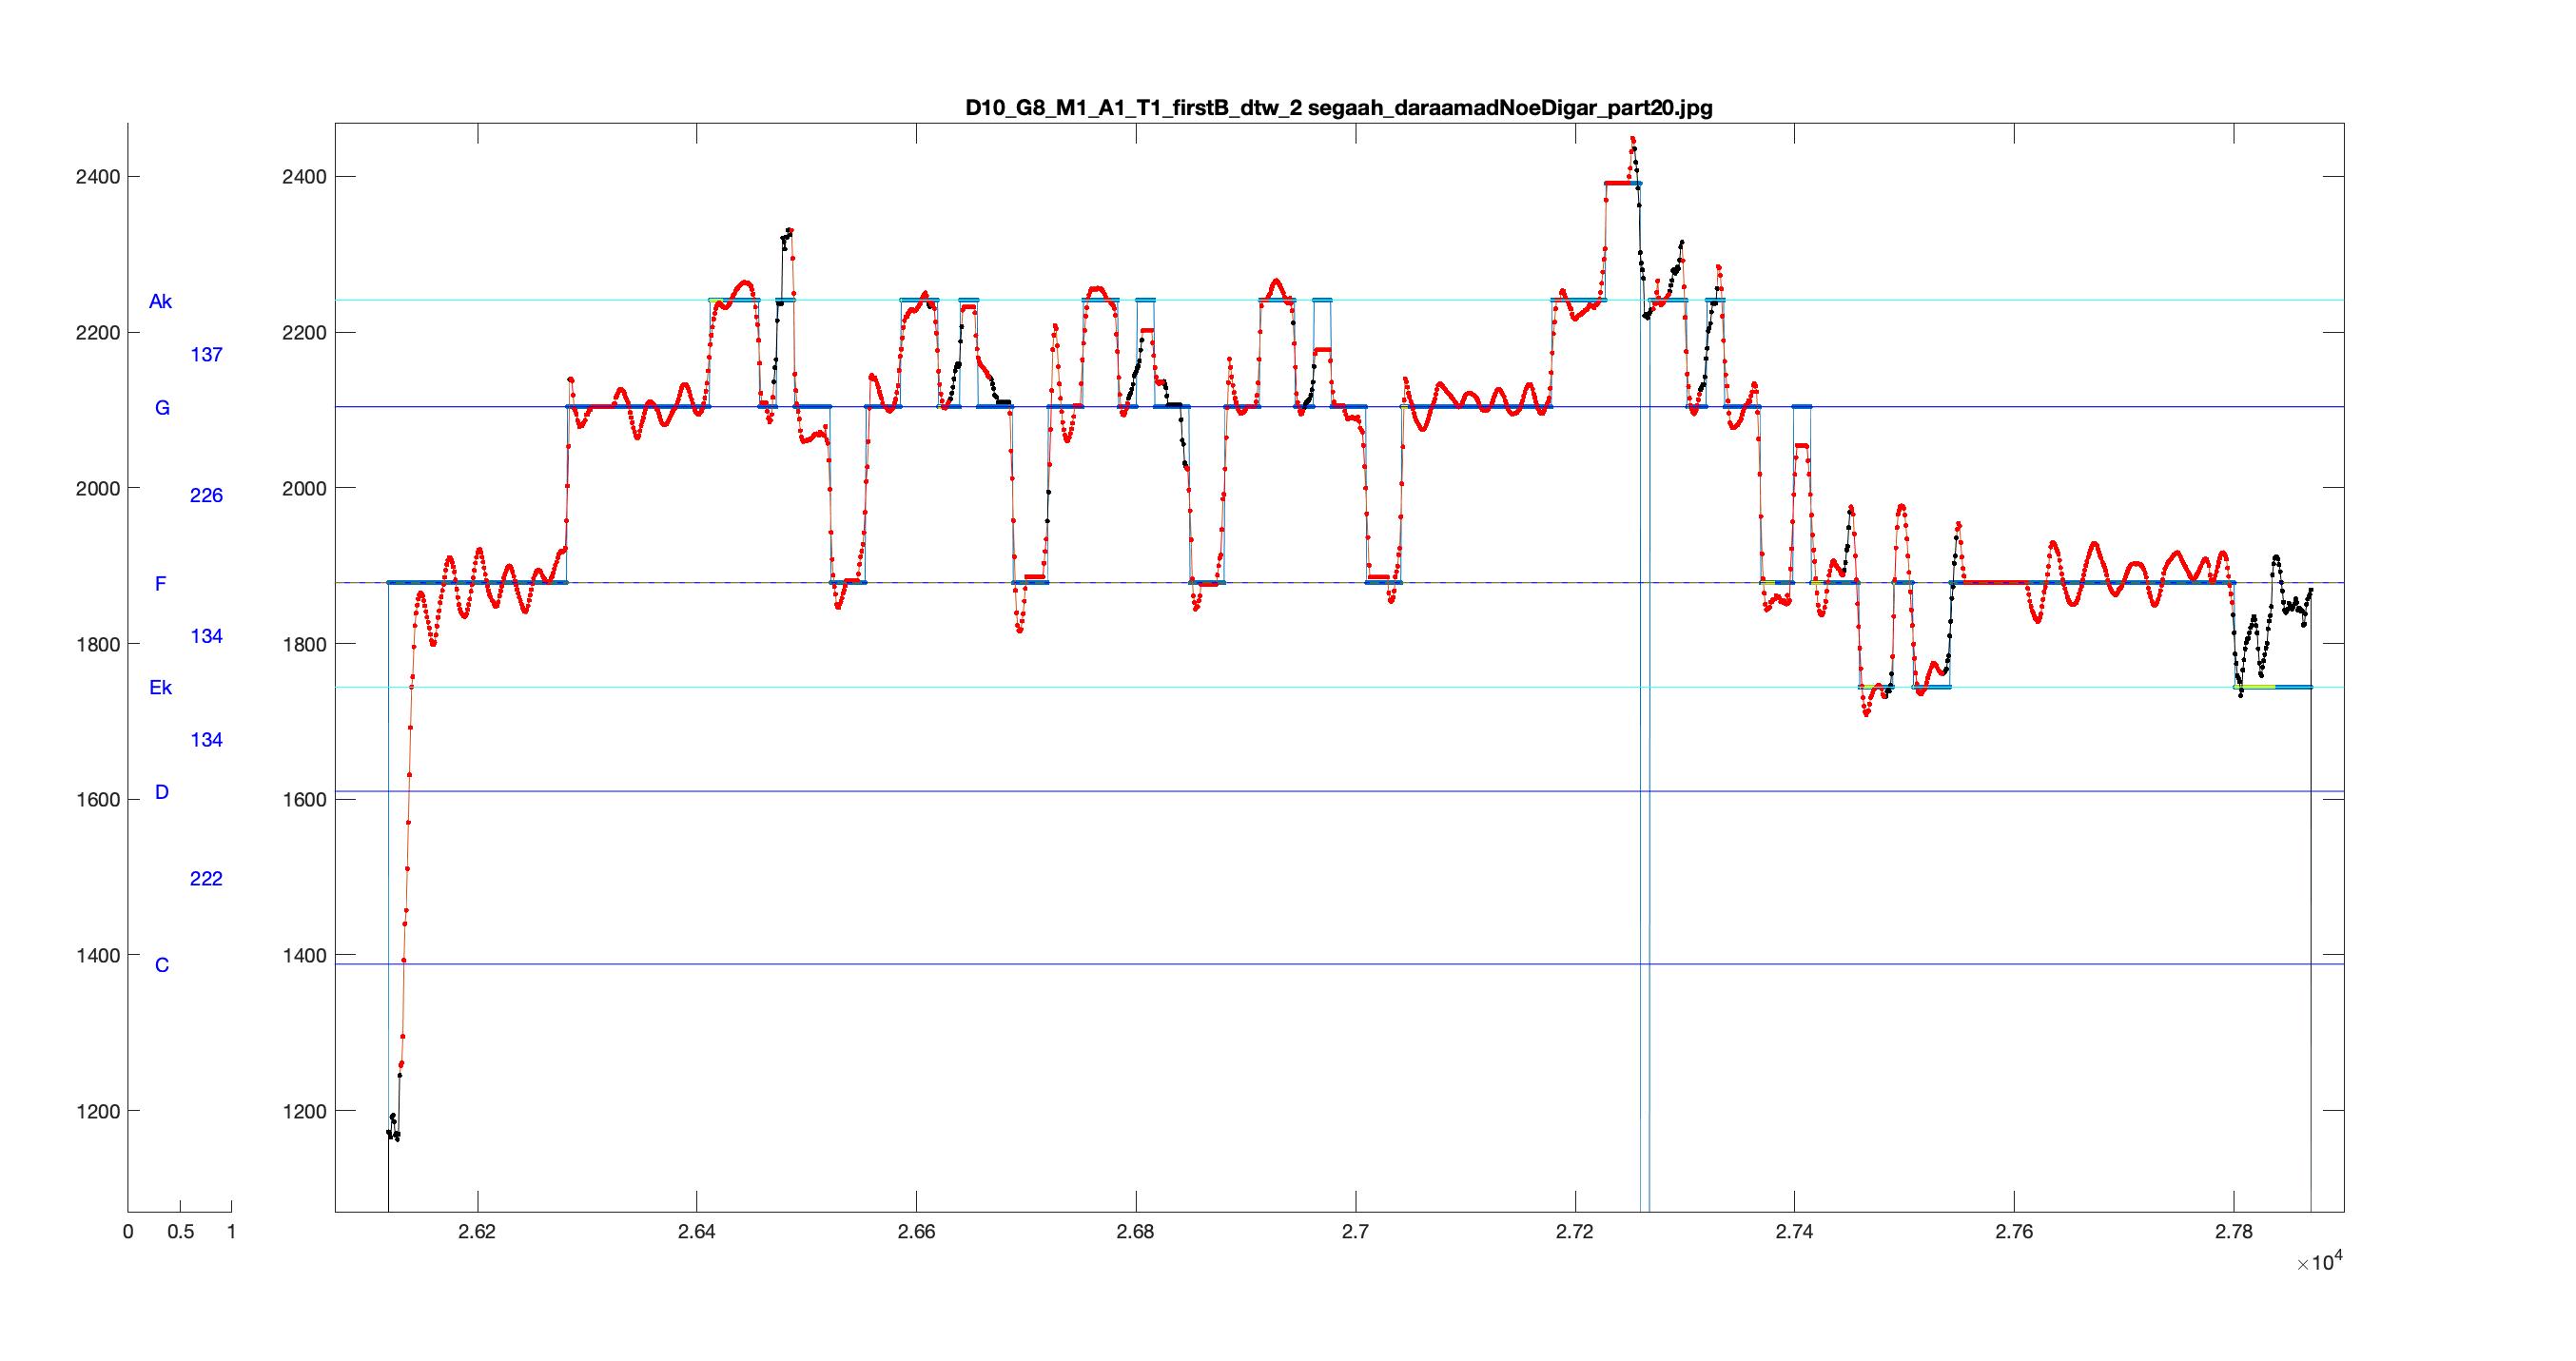 D10_G8_M1_A1_T1_firstB_dtw_2 segaah_daraamadNoeDigar_part20.jpg
2400 2400
Ak
2200 137 2200
G
2000 226 2000
F
1800 134 1800
Ek
134
1600 D 1600
222
1400 C 1400
1200 1200
0 0.5 1 2.62 2.64 2.66 2.68 2.7 2.72 2.74 2.76 2.78
×10^4